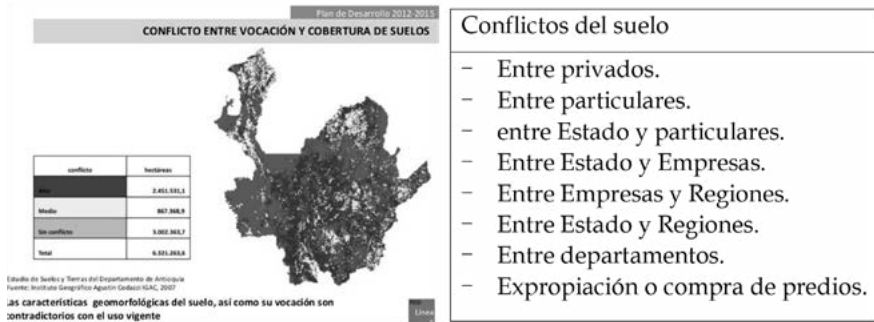 Plan de Desarrollo 2012-2015
CONFLICTO ENTRE VOCACIÓN Y COBERTURA DE SUELOS
conflicto hectáreas
Alto 2.451.531,1
Medio 867.368,9
Sin conflicto 3.002.363,7
Total 6.321.263,6
Estudio de Suelos y Tierras del Departamento de Antioquia
Fuente: Instituto Geográfico Agustín Codazzi IGAC, 2007
Las características geomorfológicas del suelo, así como su vocación son
contradictorios con el uso vigente
Línea
Conflictos del suelo
- Entre privados.
- Entre particulares.
- entre Estado y particulares.
- Entre Estado y Empresas.
- Entre Empresas y Regiones.
- Entre Estado y Regiones.
- Entre departamentos.
- Expropiación o compra de predios.